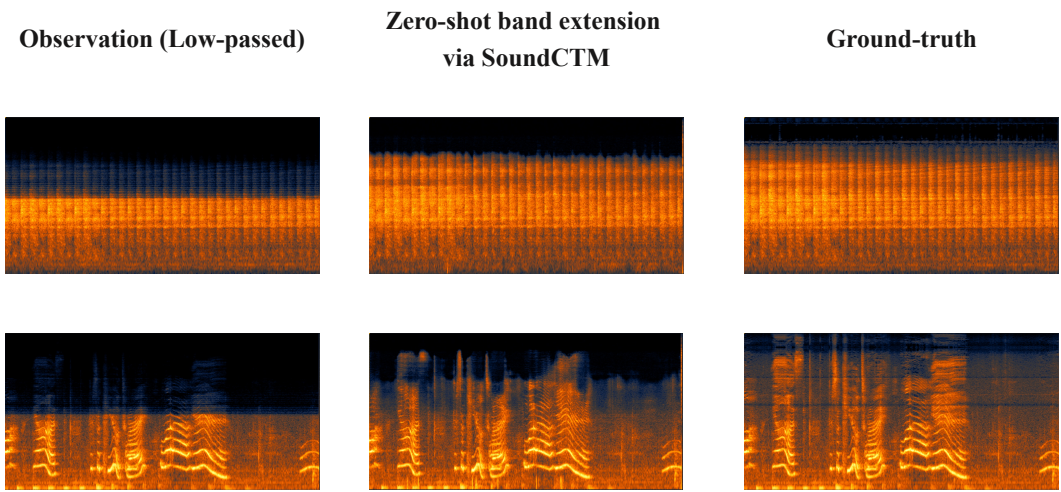 Observation (Low-passed)
Zero-shot band extension
via SoundCTM
Ground-truth